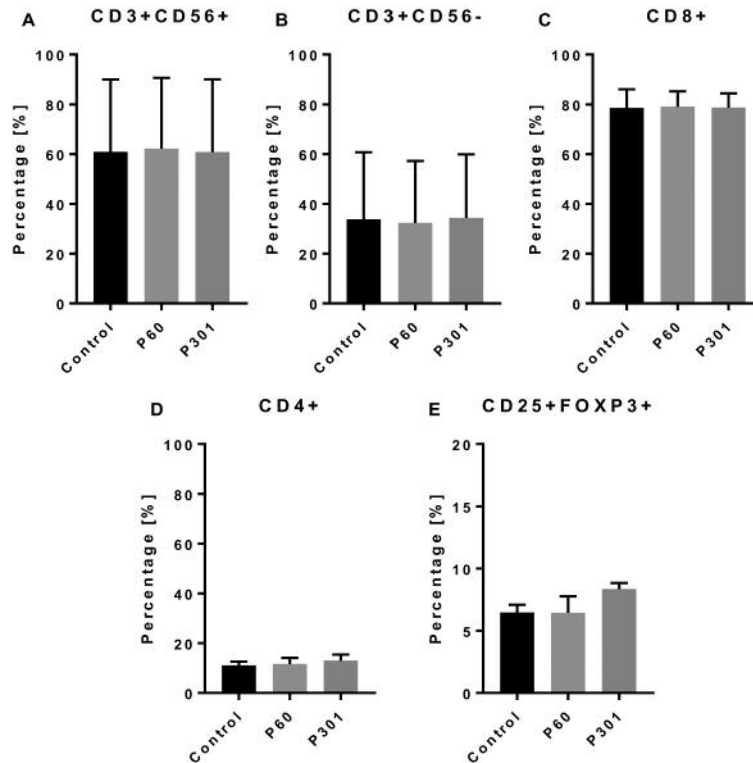 A CD3+CD56+
Percentage [%]
100
80
60
40
20
0
Control
P60
P301
B CD3+CD56-
Percentage [%]
100
80
60
40
20
0
Control
P60
P301
C CD8+
Percentage [%]
100
80
60
40
20
0
Control
P60
P301
D CD4+
Percentage [%]
100
80
60
40
20
0
Control
P60
P301
E CD25+FOXP3+
Percentage [%]
20
15
10
5
0
Control
P60
P301